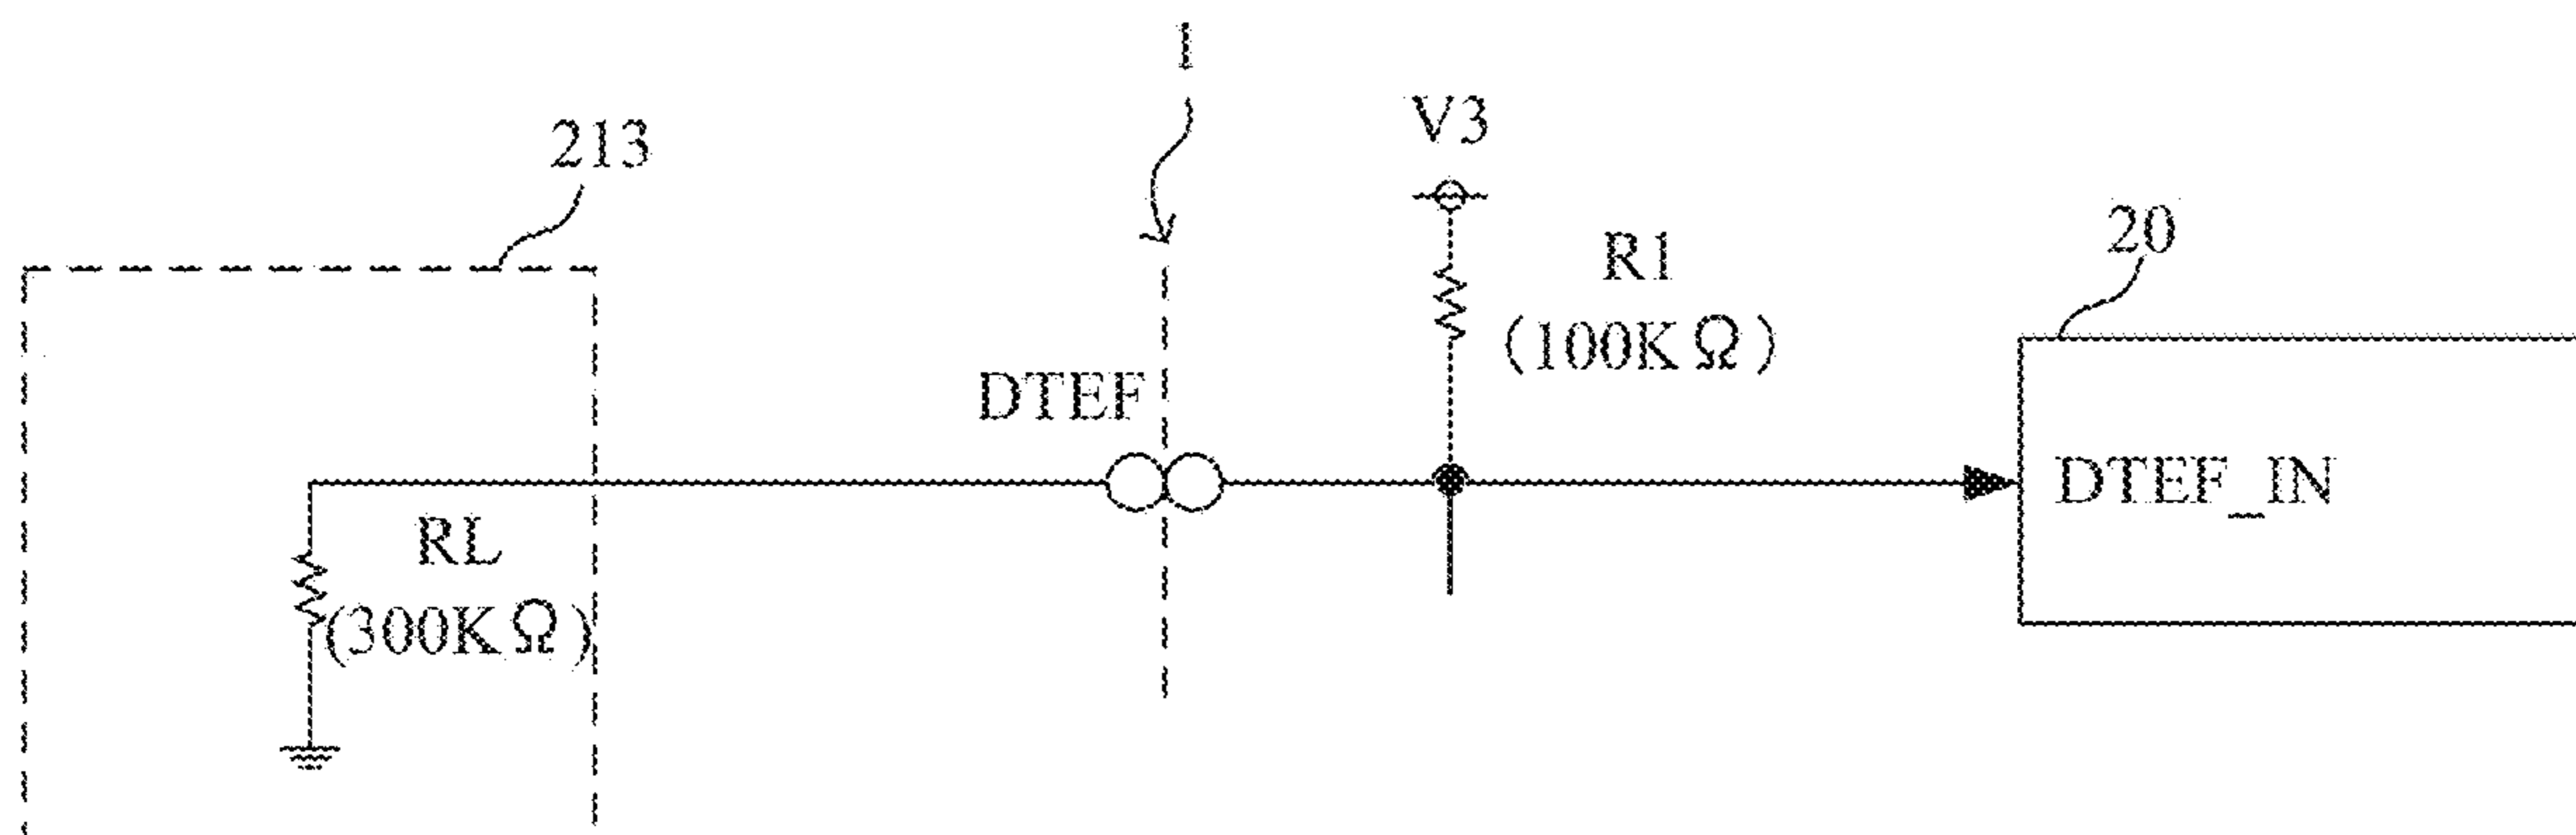 1
V3
213
20
R1
(100KΩ)
DTEF
DTEF_IN
RL
(300KΩ)